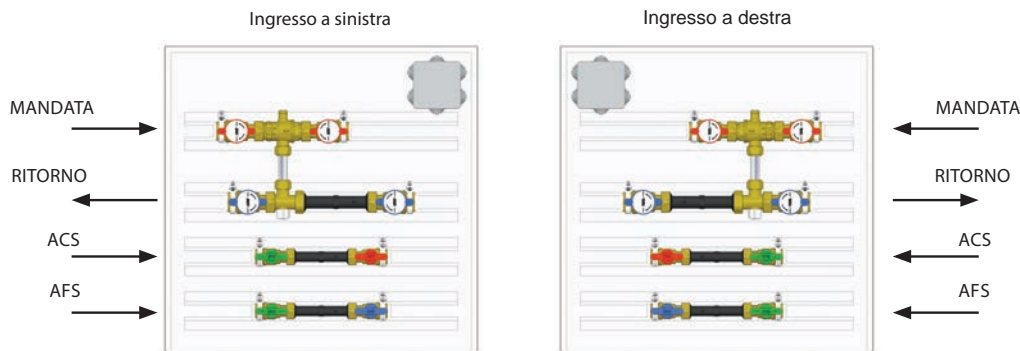 Ingresso a sinistra
Ingresso a destra
MANDATA
MANDATA
RITORNO
RITORNO
ACS
ACS
AFS
AFS